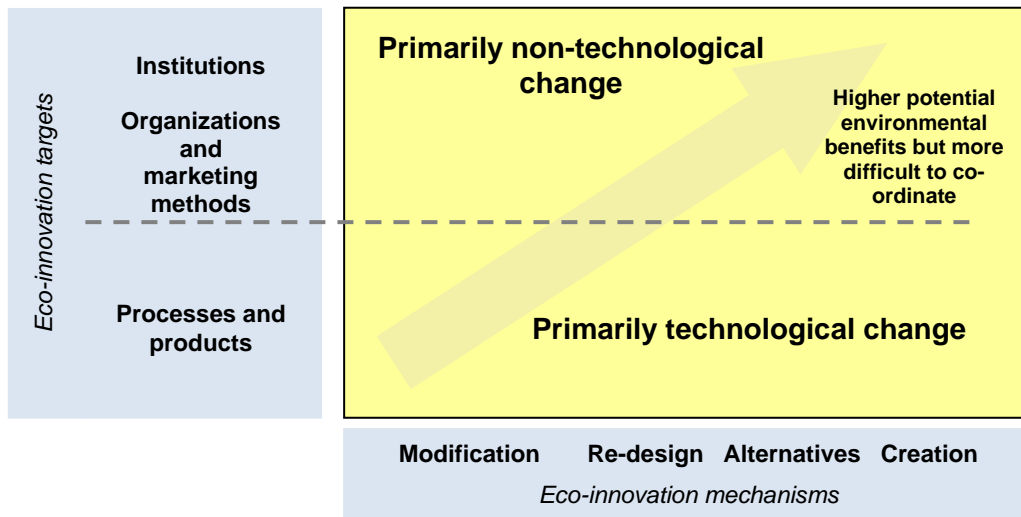 Eco-innovation targets
Institutions
Organizations
and
marketing
methods
Processes and
products
Primarily non-technological
change
Higher potential
environmental
benefits but more
difficult to co-
ordinate
Primarily technological change
Modification Re-design Alternatives Creation
Eco-innovation mechanisms